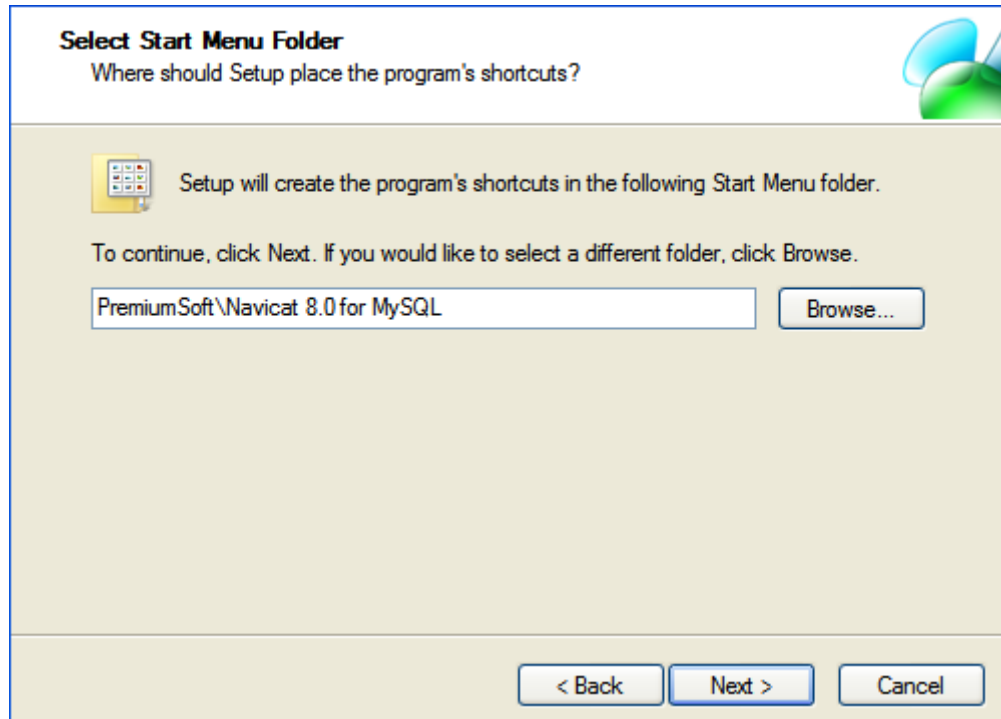 Select Start Menu Folder
Where should Setup place the program's shortcuts?
Setup will create the program's shortcuts in the following Start Menu folder.
To continue, click Next. If you would like to select a different folder, click Browse.
PremiumSoft\Navicat 8.0 for MySQL
Browse...
< Back
Next >
Cancel